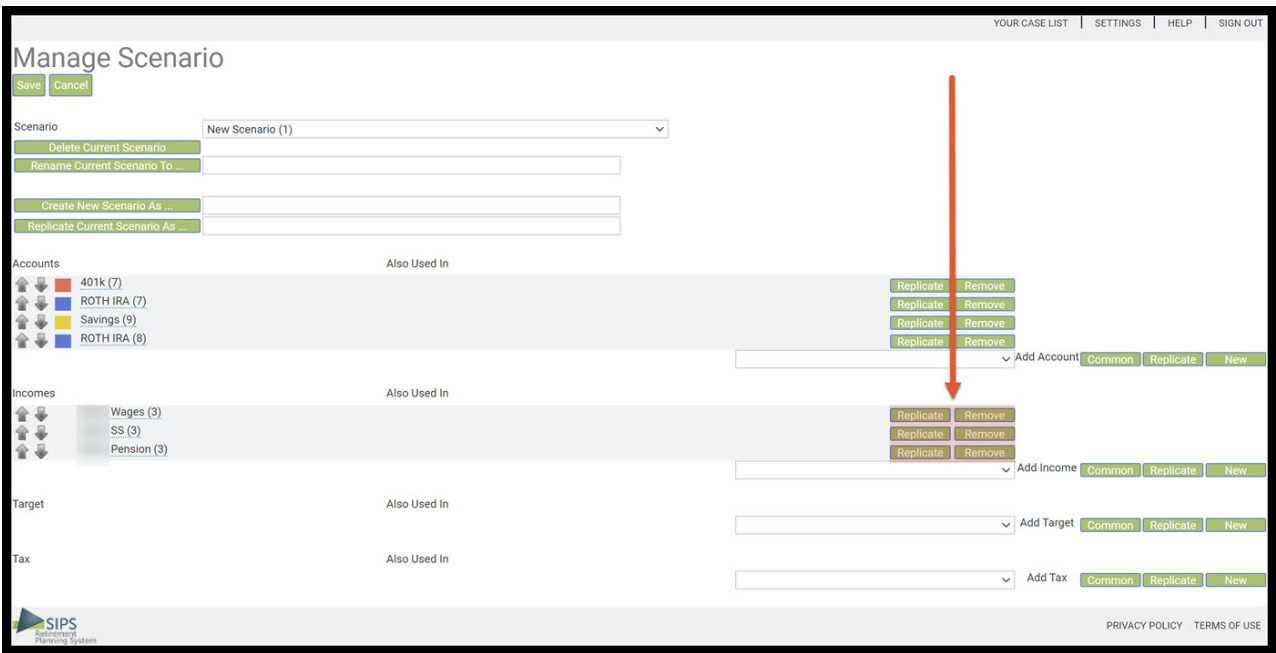 YOUR CASE LIST SETTINGS HELP SIGN OUT
Manage Scenario
Save Cancel
Scenario New Scenario (1)
Delete Current Scenario
Rename Current Scenario To ...
Create New Scenario As ...
Replicate Current Scenario As ...
Accounts Also Used In
401k (7) Replicate Remove
ROTH IRA (7) Replicate Remove
Savings (9) Replicate Remove
ROTH IRA (8) Replicate Remove
Add Account Common Replicate New
Incomes Also Used In
Wages (3) Replicate Remove
SS (3) Replicate Remove
Pension (3) Replicate Remove
Add Income Common Replicate New
Target Also Used In
Add Target Common Replicate New
Tax Also Used In
Add Tax Common Replicate New
SIPS
Retirement
Planning System
PRIVACY POLICY TERMS OF USE